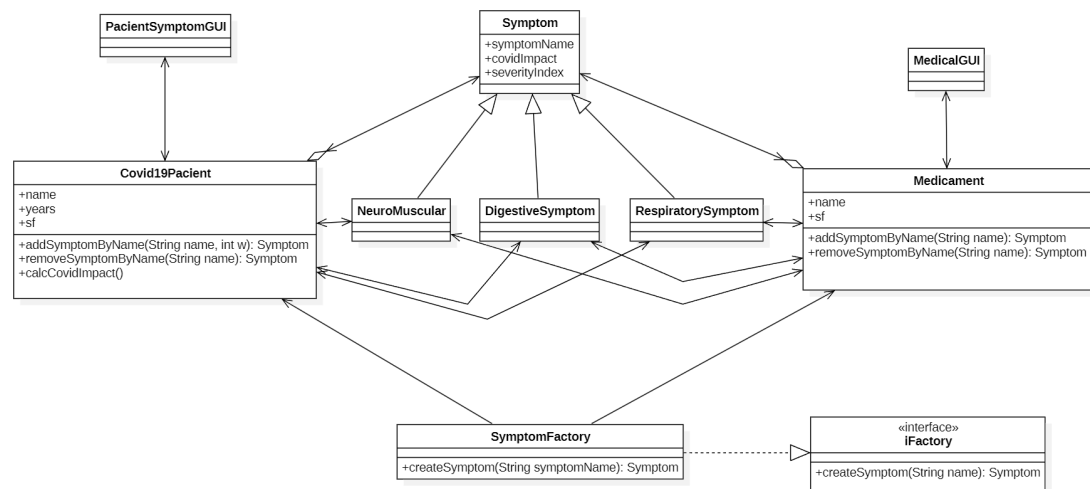 PacientSymptomGUI
Symptom
+symptomName
+covidImpact
+severityIndex
MedicalGUI
Covid19Pacient
+name
+years
+sf
+addSymptomByName(String name, int w): Symptom
+removeSymptomByName(String name): Symptom
+calcCovidImpact()
NeuroMuscular
DigestiveSymptom
RespiratorySymptom
Medicament
+name
+sf
+addSymptomByName(String name): Symptom
+removeSymptomByName(String name): Symptom
SymptomFactory
+createSymptom(String symptomName): Symptom
«interface»
iFactory
+createSymptom(String name): Symptom